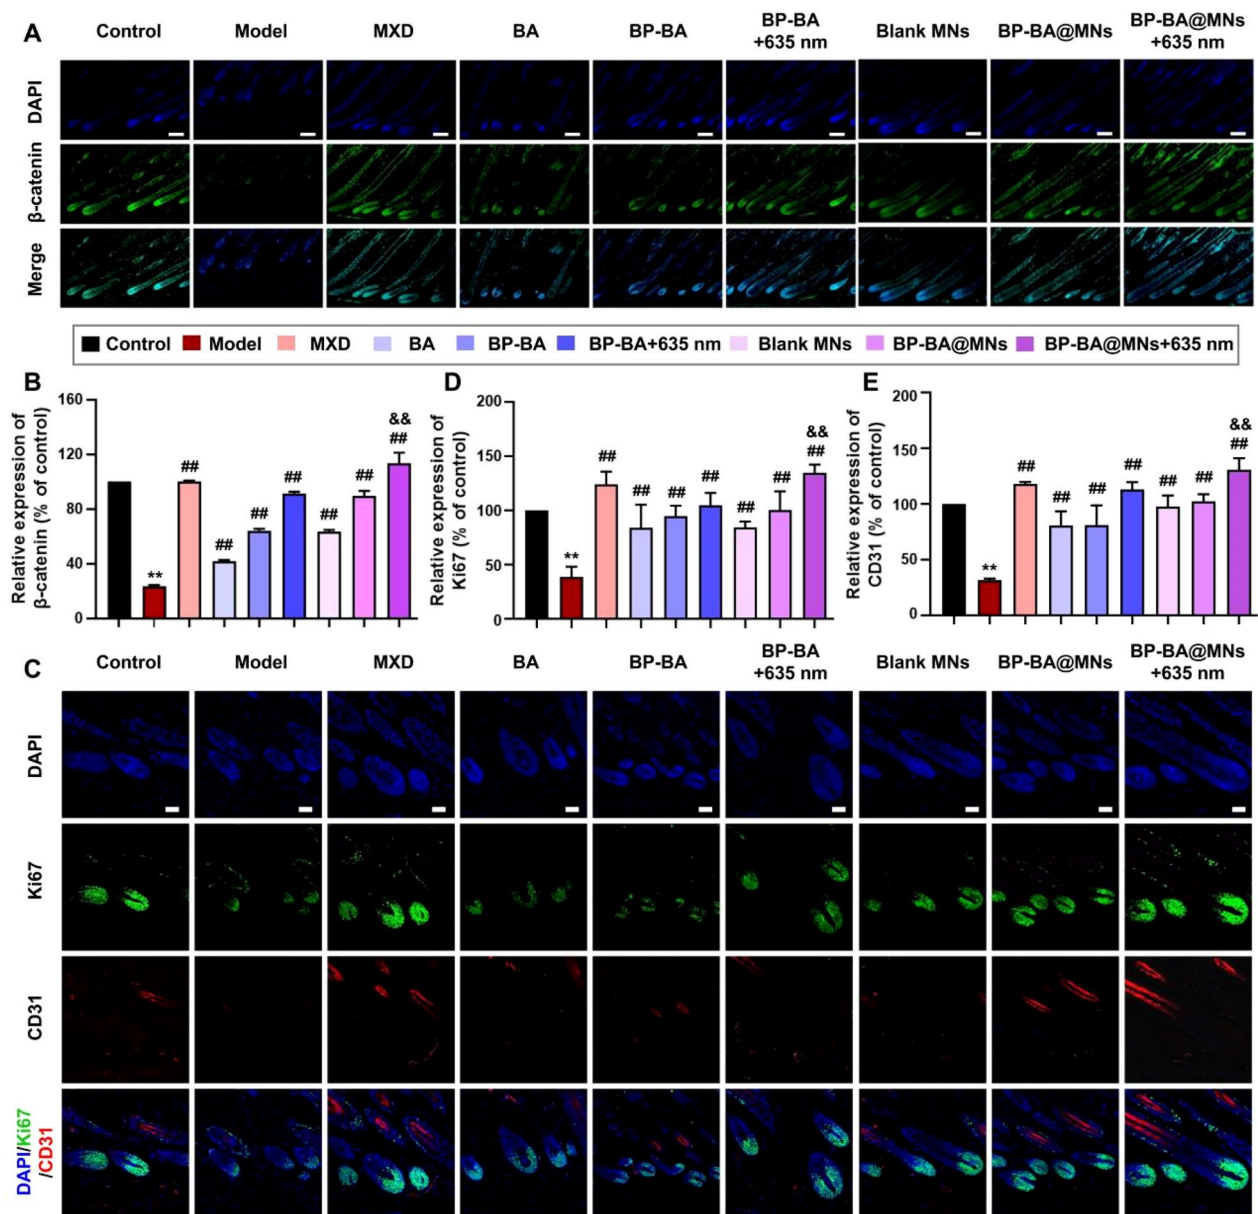 A
Control Model MXD BA BP-BA BP-BA +635 nm Blank MNs BP-BA@MNs BP-BA@MNs +635 nm
DAPI
β-catenin
Merge
Control Model MXD BA BP-BA BP-BA+635 nm Blank MNs BP-BA@MNs BP-BA@MNs+635 nm
B
Relative expression of
β-catenin (% of control)
160
120
80
40
0
** ## ## ## ## ## ## && ##
D
Relative expression of
Ki67 (% of control)
200
150
100
50
0
** ## ## ## ## ## ## && ##
E
Relative expression of
CD31 (% of control)
200
150
100
50
0
** ## ## ## ## ## ## && ##
C
Control Model MXD BA BP-BA BP-BA +635 nm Blank MNs BP-BA@MNs BP-BA@MNs +635 nm
DAPI
Ki67
CD31
DAPI/Ki67
/CD31